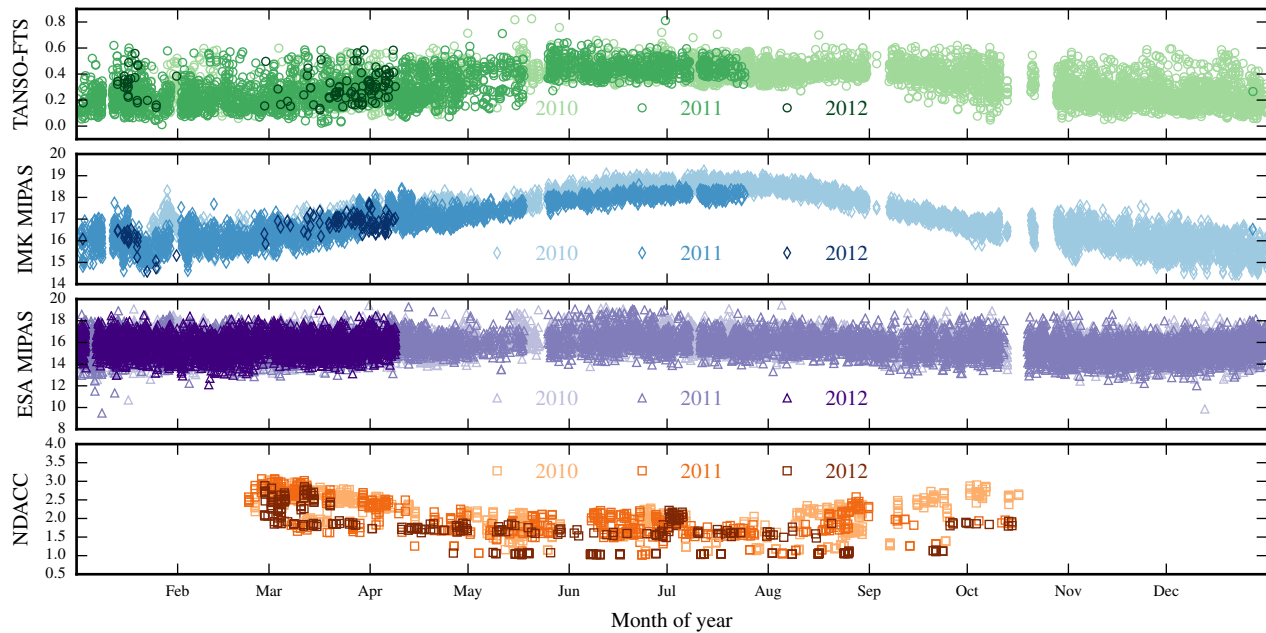 TANSO-FTS
0.8
0.6
0.4
0.2
0.0
2010 2011 2012
IMK MIPAS
20
19
18
17
16
15
14
2010 2011 2012
ESA MIPAS
20
18
16
14
12
10
8
2010 2011 2012
NDACC
4.0
3.5
3.0
2.5
2.0
1.5
1.0
0.5
2010 2011 2012
Feb Mar Apr May Jun Jul Aug Sep Oct Nov Dec
Month of year